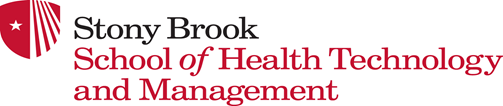 Stony Brook
School of Health Technology
and Management